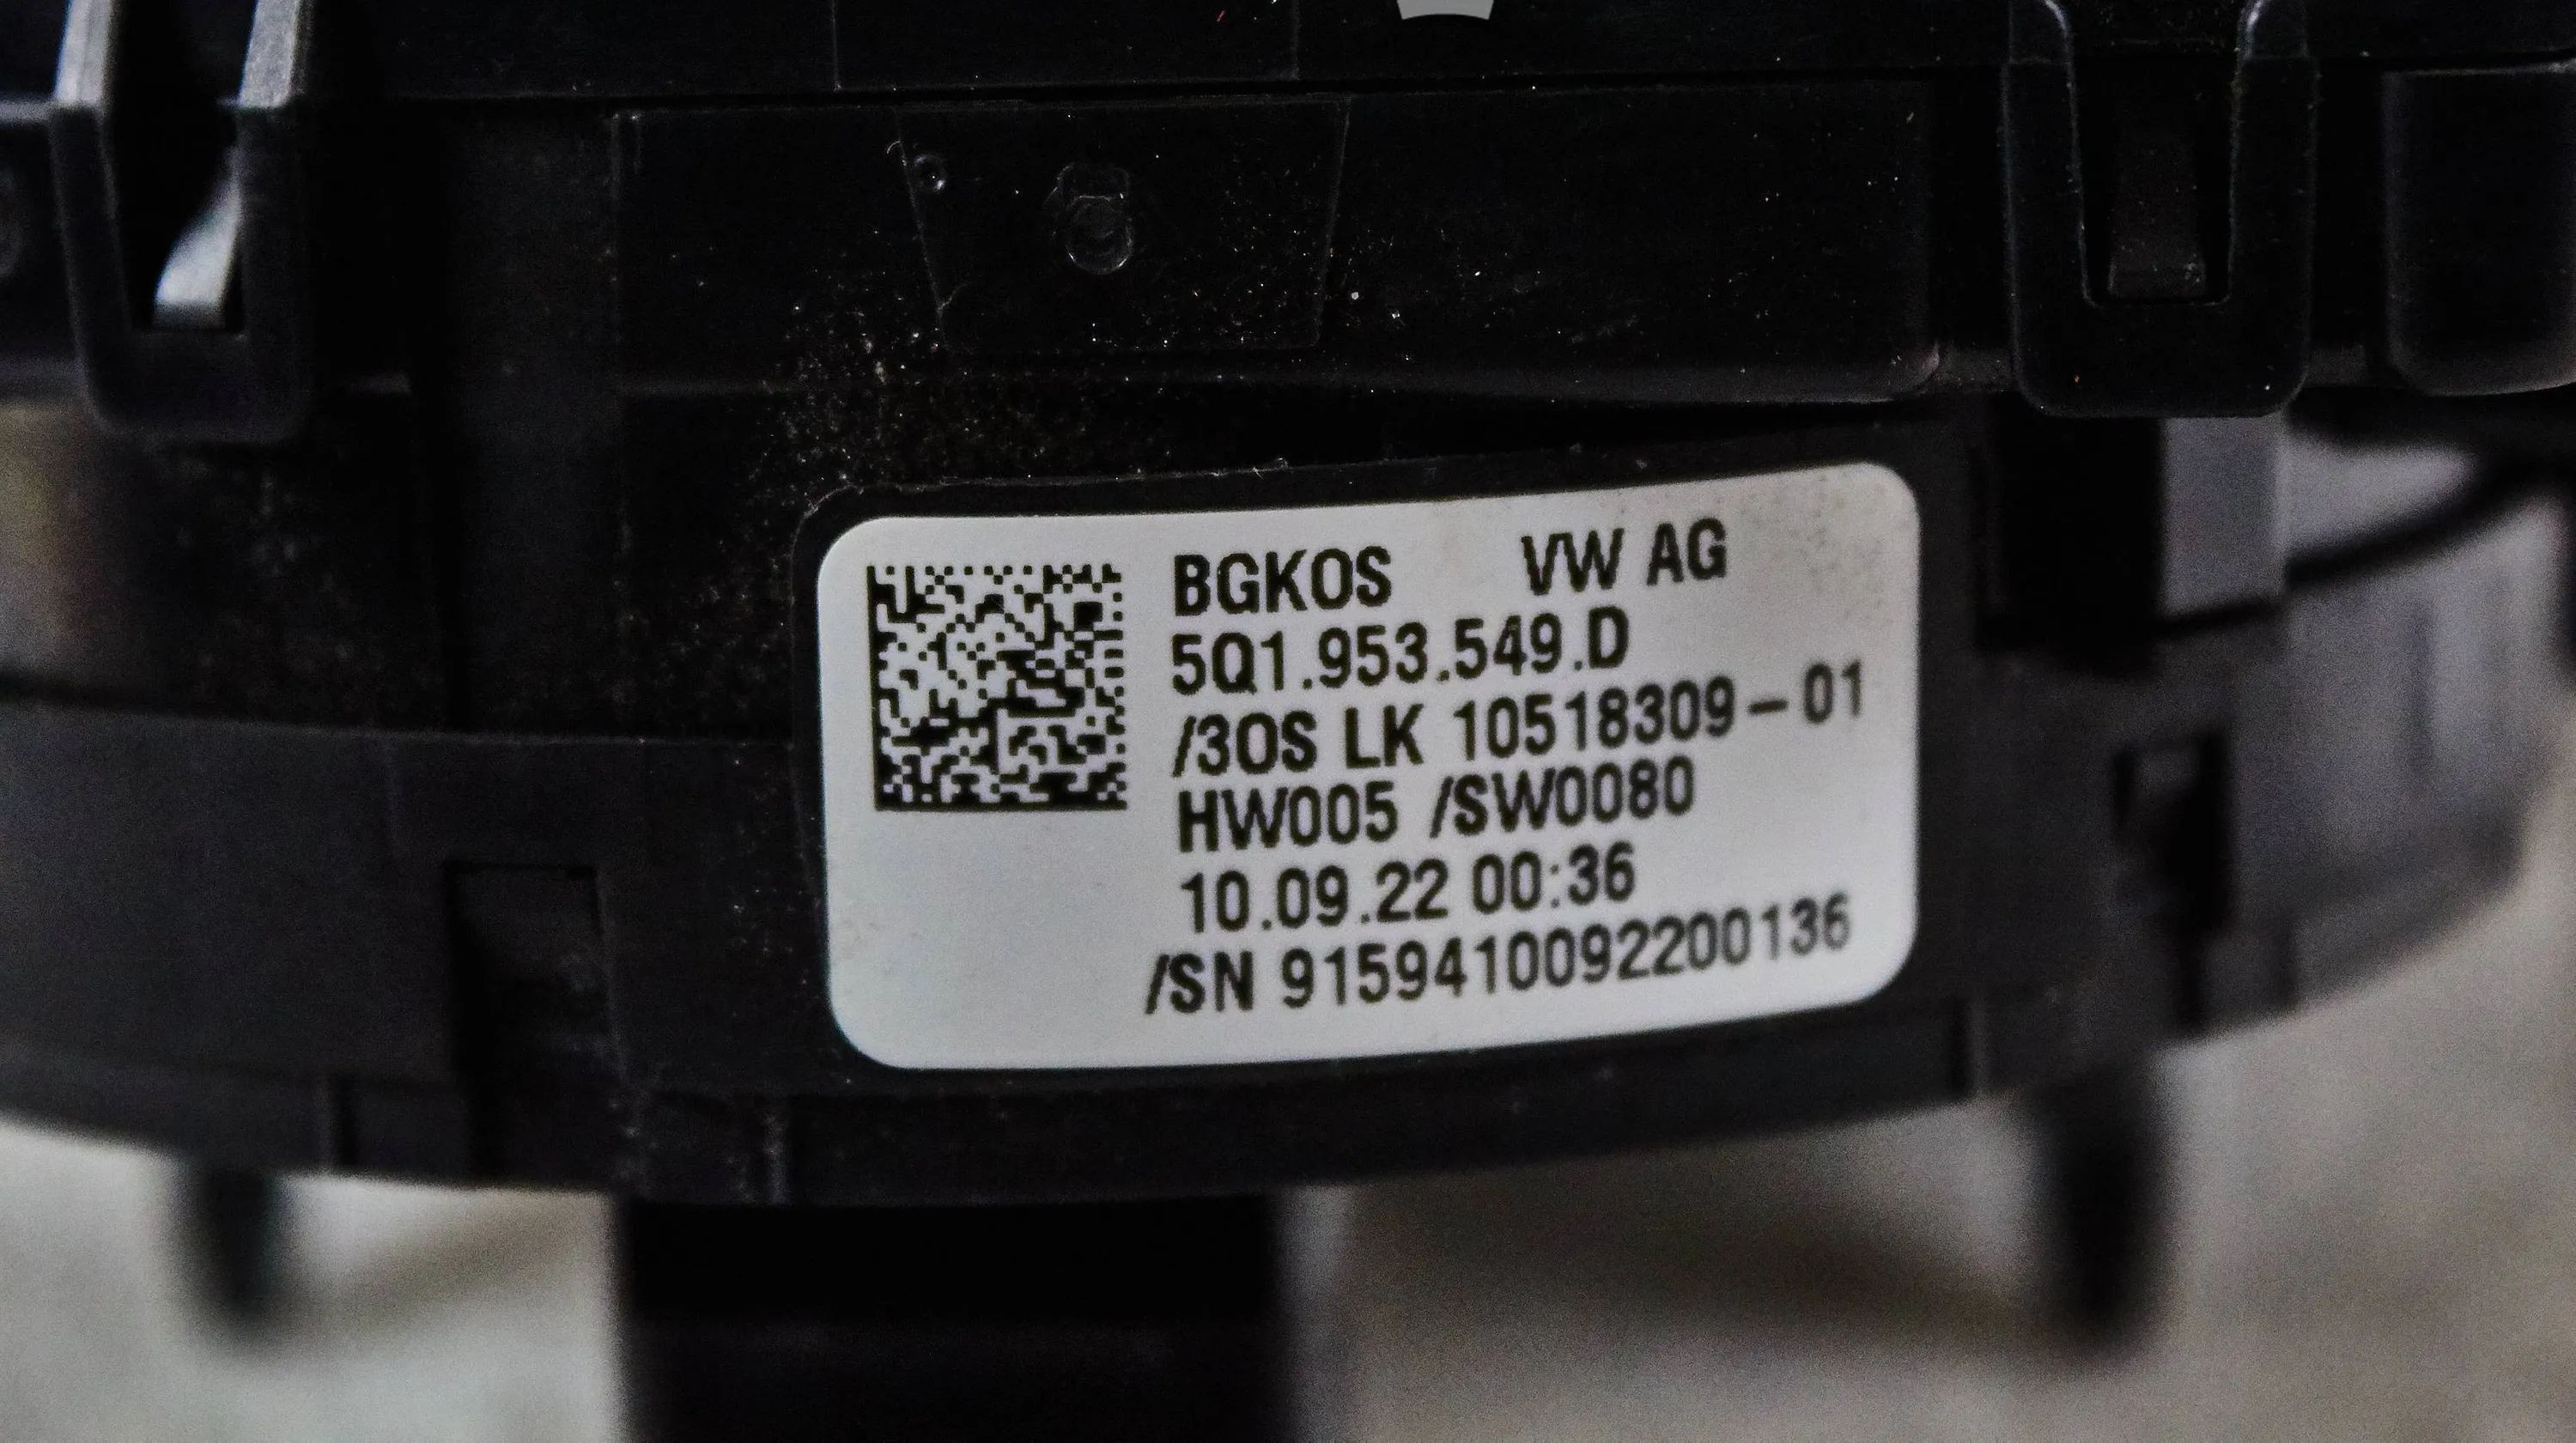 BGKOS VW AG
5Q1.953.549.D
/3OS LK 10518309-01
HW005 /SW0080
10.09.22 00:36
/SN 9159410092200136